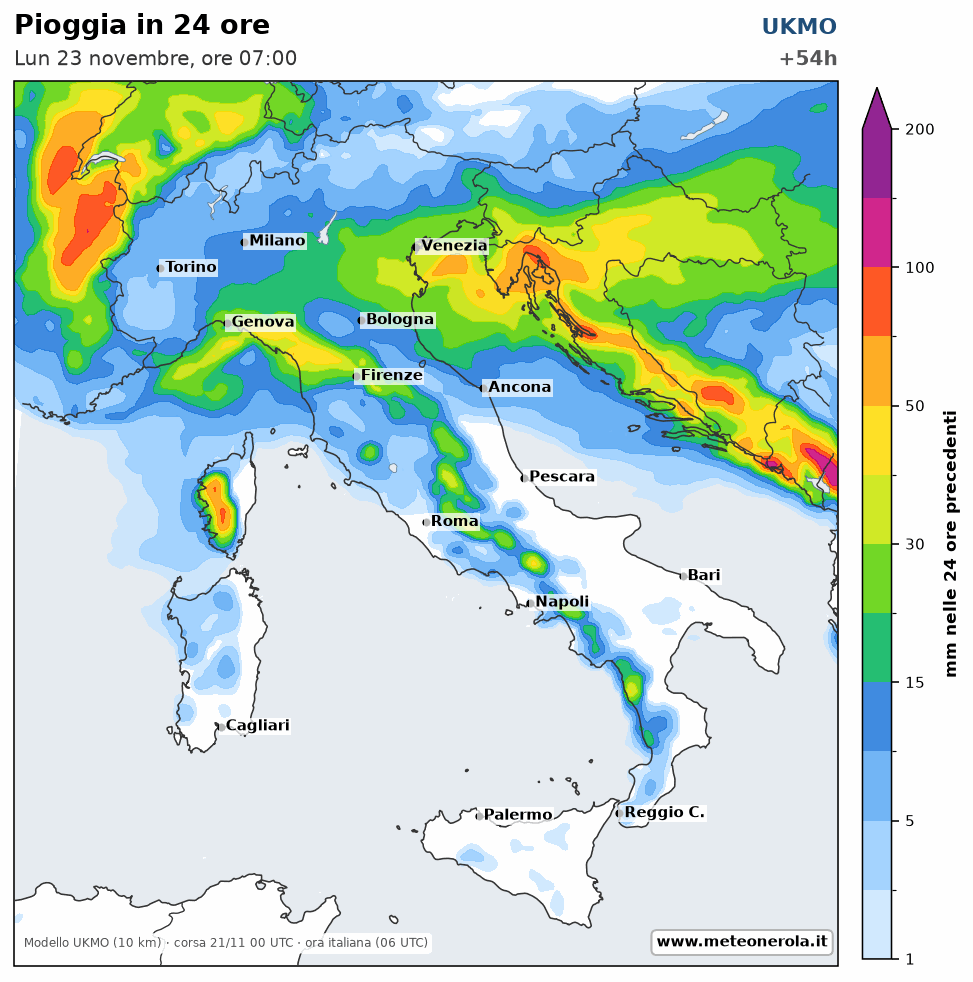 Pioggia in 24 ore
UKMO
Lun 23 novembre, ore 07:00
+54h
200
100
50
30
15
5
1
mm nelle 24 ore precedenti
Milano
Venezia
Torino
Genova
Bologna
Firenze
Ancona
Pescara
Roma
Bari
Napoli
Cagliari
Palermo
Reggio C.
Modello UKMO (10 km) · corsa 21/11 00 UTC · ora italiana (06 UTC)
www.meteonerola.it